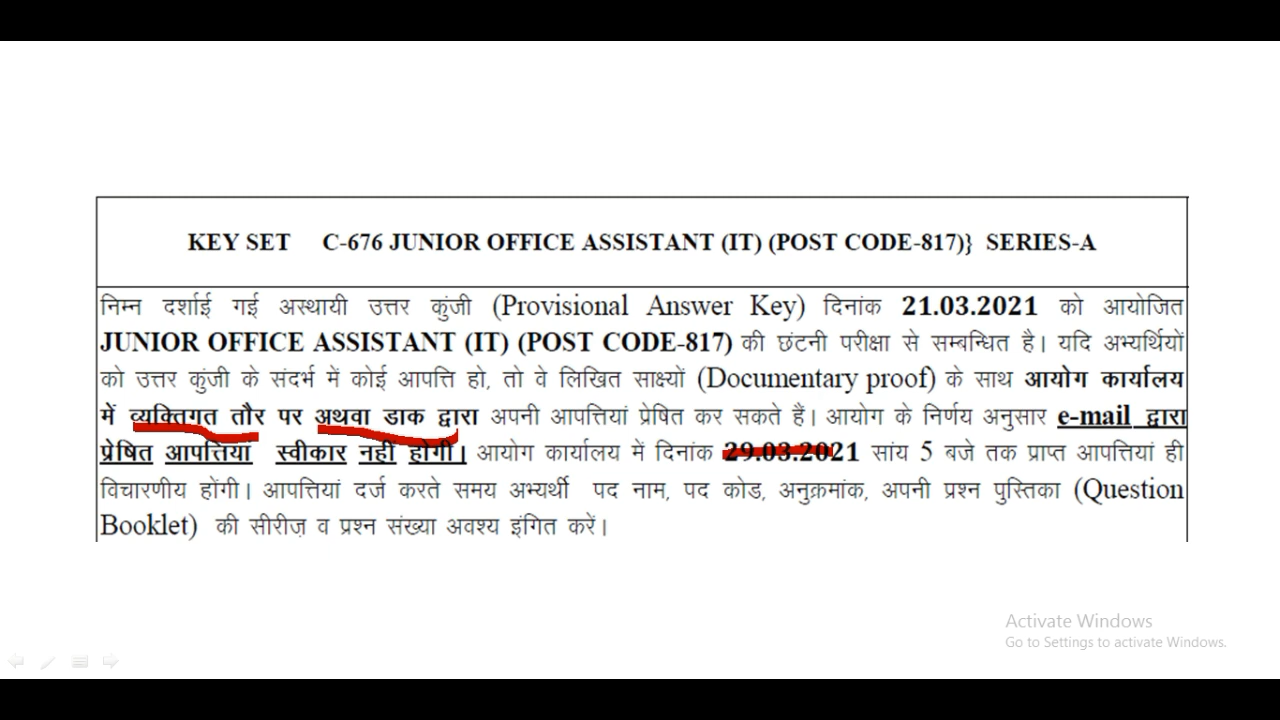 KEY SET C-676 JUNIOR OFFICE ASSISTANT (IT) (POST CODE-817)} SERIES-A
निम्न दर्शाई गई अस्थायी उत्तर कुंजी (Provisional Answer Key) दिनांक 21.03.2021 को आयोजित
JUNIOR OFFICE ASSISTANT (IT) (POST CODE-817) की छंटनी परीक्षा से सम्बन्धित है। यदि अभ्यर्थियों
को उत्तर कुंजी के संदर्भ में कोई आपत्ति हो, तो वे लिखित साक्ष्यों (Documentary proof) के साथ आयोग कार्यालय
में व्यक्तिगत तौर पर अथवा डाक द्वारा अपनी आपत्तियां प्रेषित कर सकते हैं। आयोग के निर्णय अनुसार e-mail द्वारा
प्रेषित आपत्तिया स्वीकार नहीं होगी। आयोग कार्यालय में दिनांक 29.03.2021 सांय 5 बजे तक प्राप्त आपत्तियां ही
विचारणीय होंगी। आपत्तियां दर्ज करते समय अभ्यर्थी पद नाम, पद कोड, अनुक्रमांक, अपनी प्रश्न पुस्तिका (Question
Booklet) की सीरीज़ व प्रश्न संख्या अवश्य इंगित करें।
Activate Windows
Go to Settings to activate Windows.